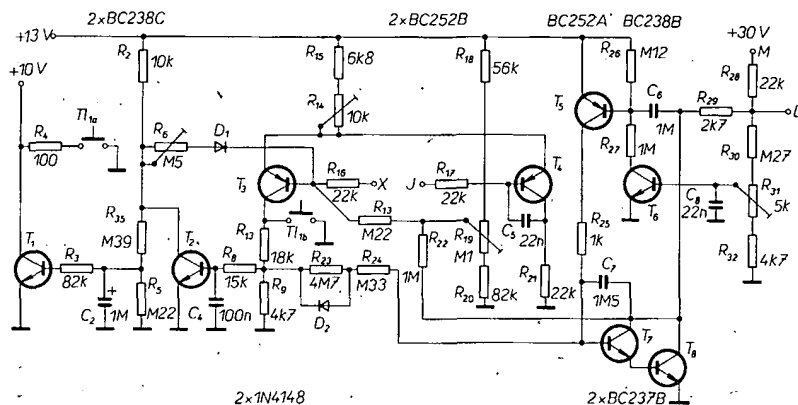 2×BC238C 2×BC252B BC252A BC238B
+13V R2 10k R15 6k8 R18 56k R26 M12 +30V M
+10V R14 10k T5 C6 1M R29 2k7 R28 22k L
R4 100 Tl1a R6 M5 D1 R27 1M R30 M27
T3 R16 22k X J R17 22k T4 T6 C8 22n R31 5k
R35 M39 Tl1b R13 M22 C5 22n R25 1k
T1 R3 82k T2 R8 15k R13 18k R22 1M R19 M1 R32 4k7
C2 + 1M R5 M22 C4 100n R9 4k7 R23 4M7 R24 M33 D2 R20 82k R21 22k C7 1M5
T7 T8
2×1N4148 2×BC237B